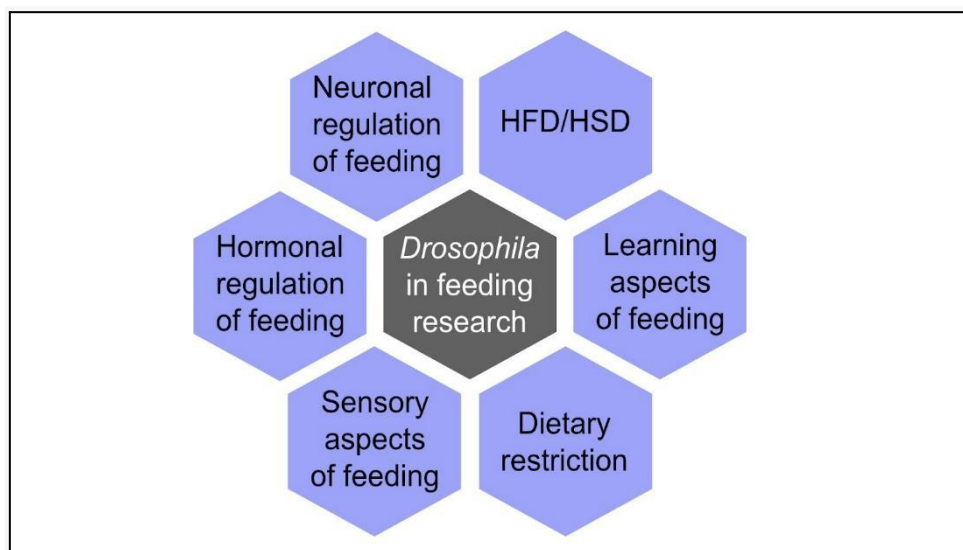 Neuronal
regulation
of feeding
HFD/HSD
Hormonal
regulation
of feeding
Drosophila
in feeding
research
Learning
aspects
of feeding
Sensory
aspects
of feeding
Dietary
restriction